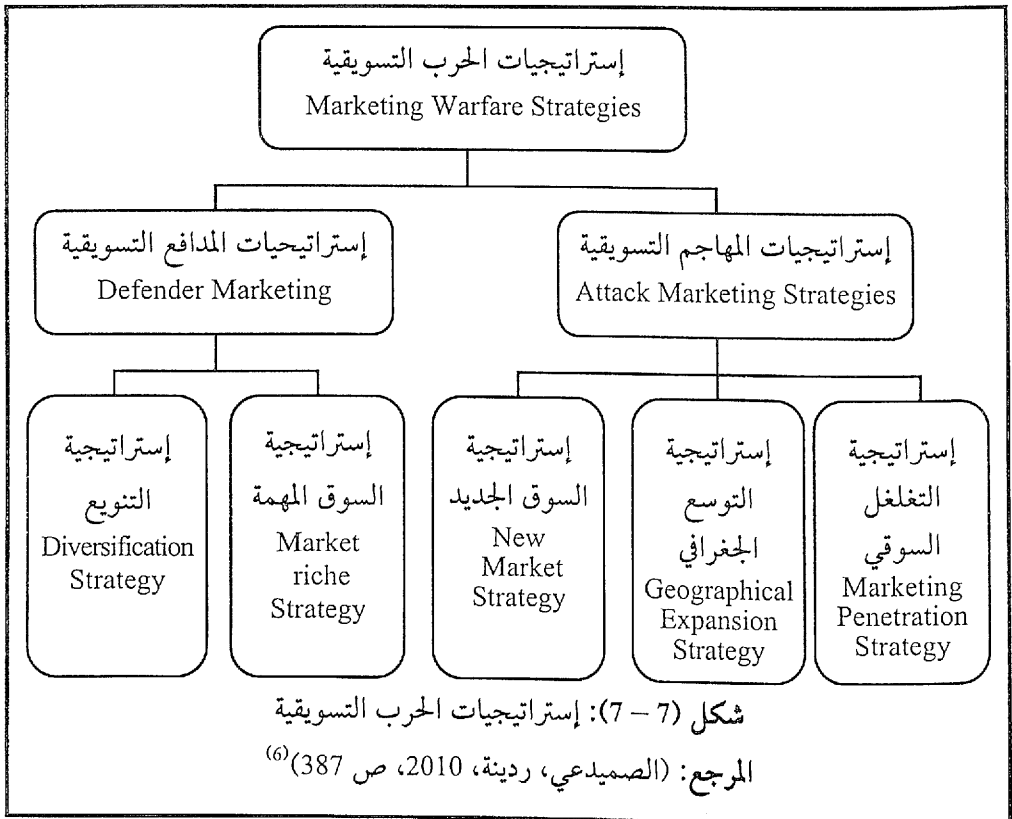 إستراتيجيات الحرب التسويقية
Marketing Warfare Strategies
إستراتيجيات المهاجم التسويقية
Attack Marketing Strategies
إستراتيحيات المدافع التسويقية
Defender Marketing
إستراتيجية
التغلغل
السوقي
Marketing
Penetration
Strategy
إستراتيجية
التوسع
الجغرافي
Geographical
Expansion
Strategy
إستراتيجية
السوق الجديد
New
Market
Strategy
إستراتيجية
السوق المهمة
Market
riche
Strategy
إستراتيجية
التنويع
Diversification
Strategy
شكل (7 – 7): إستراتيجيات الحرب التسويقية
المرجع: (الصميدعي، ردينة، 2010، ص 387)(6)